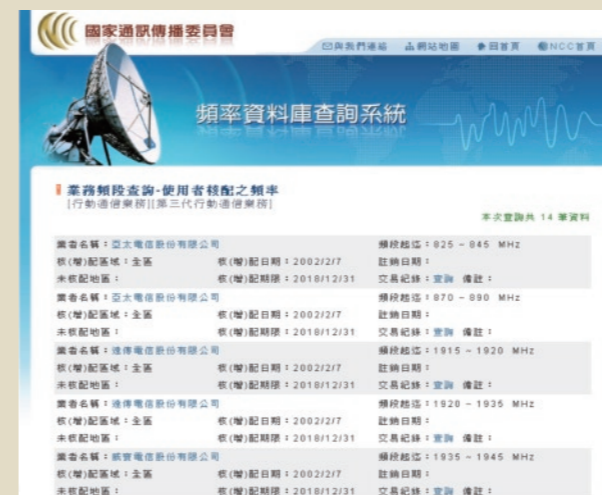 國家通訊傳播委員會
與我們連絡 網站地圖 回首頁 NCC首頁
頻率資料庫查詢系統
業務頻段查詢-使用者核配之頻率
[行動通信業務][第三代行動通信業務]
本次查詢共 14 筆資料
業者名稱：亞太電信股份有限公司 頻段起迄：825 ~ 845 MHz
核(增)配區域：全區 核(增)配日期：2002/2/7 註銷日期：
未核配地區： 核(增)配期限：2018/12/31 交易紀錄：查詢 備註：
業者名稱：亞太電信股份有限公司 頻段起迄：870 ~ 890 MHz
核(增)配區域：全區 核(增)配日期：2002/2/7 註銷日期：
未核配地區： 核(增)配期限：2018/12/31 交易紀錄：查詢 備註：
業者名稱：遠傳電信股份有限公司 頻段起迄：1915 ~ 1920 MHz
核(增)配區域：全區 核(增)配日期：2002/2/7 註銷日期：
未核配地區： 核(增)配期限：2018/12/31 交易紀錄：查詢 備註：
業者名稱：遠傳電信股份有限公司 頻段起迄：1920 ~ 1935 MHz
核(增)配區域：全區 核(增)配日期：2002/2/7 註銷日期：
未核配地區： 核(增)配期限：2018/12/31 交易紀錄：查詢 備註：
業者名稱：威寶電信股份有限公司 頻段起迄：1935 ~ 1945 MHz
核(增)配區域：全區 核(增)配日期：2002/2/7 註銷日期：
未核配地區： 核(增)配期限：2018/12/31 交易紀錄：查詢 備註：